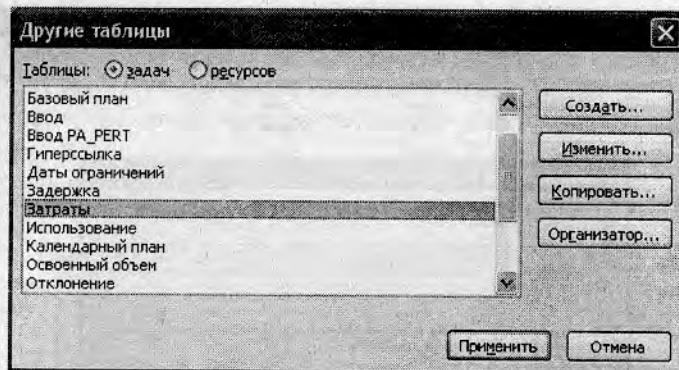 Другие таблицы
Таблицы: задач ресурсов
Базовый план
Ввод
Ввод PA_PERT
Гиперссылка
Даты ограничений
Задержка
Затраты
Использование
Календарный план
Освоенный объем
Отклонение
Создать...
Изменить...
Копировать...
Организатор...
Применить
Отмена